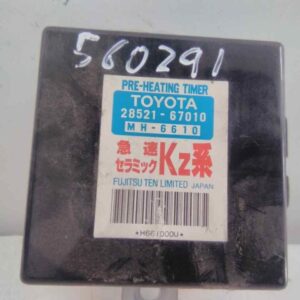 560291
PRE-HEATING TIMER
TOYOTA
28521-67010
MH-6610
急速
セラミック Kz系
FUJITSU TEN LIMITED JAPAN
*H661000U*